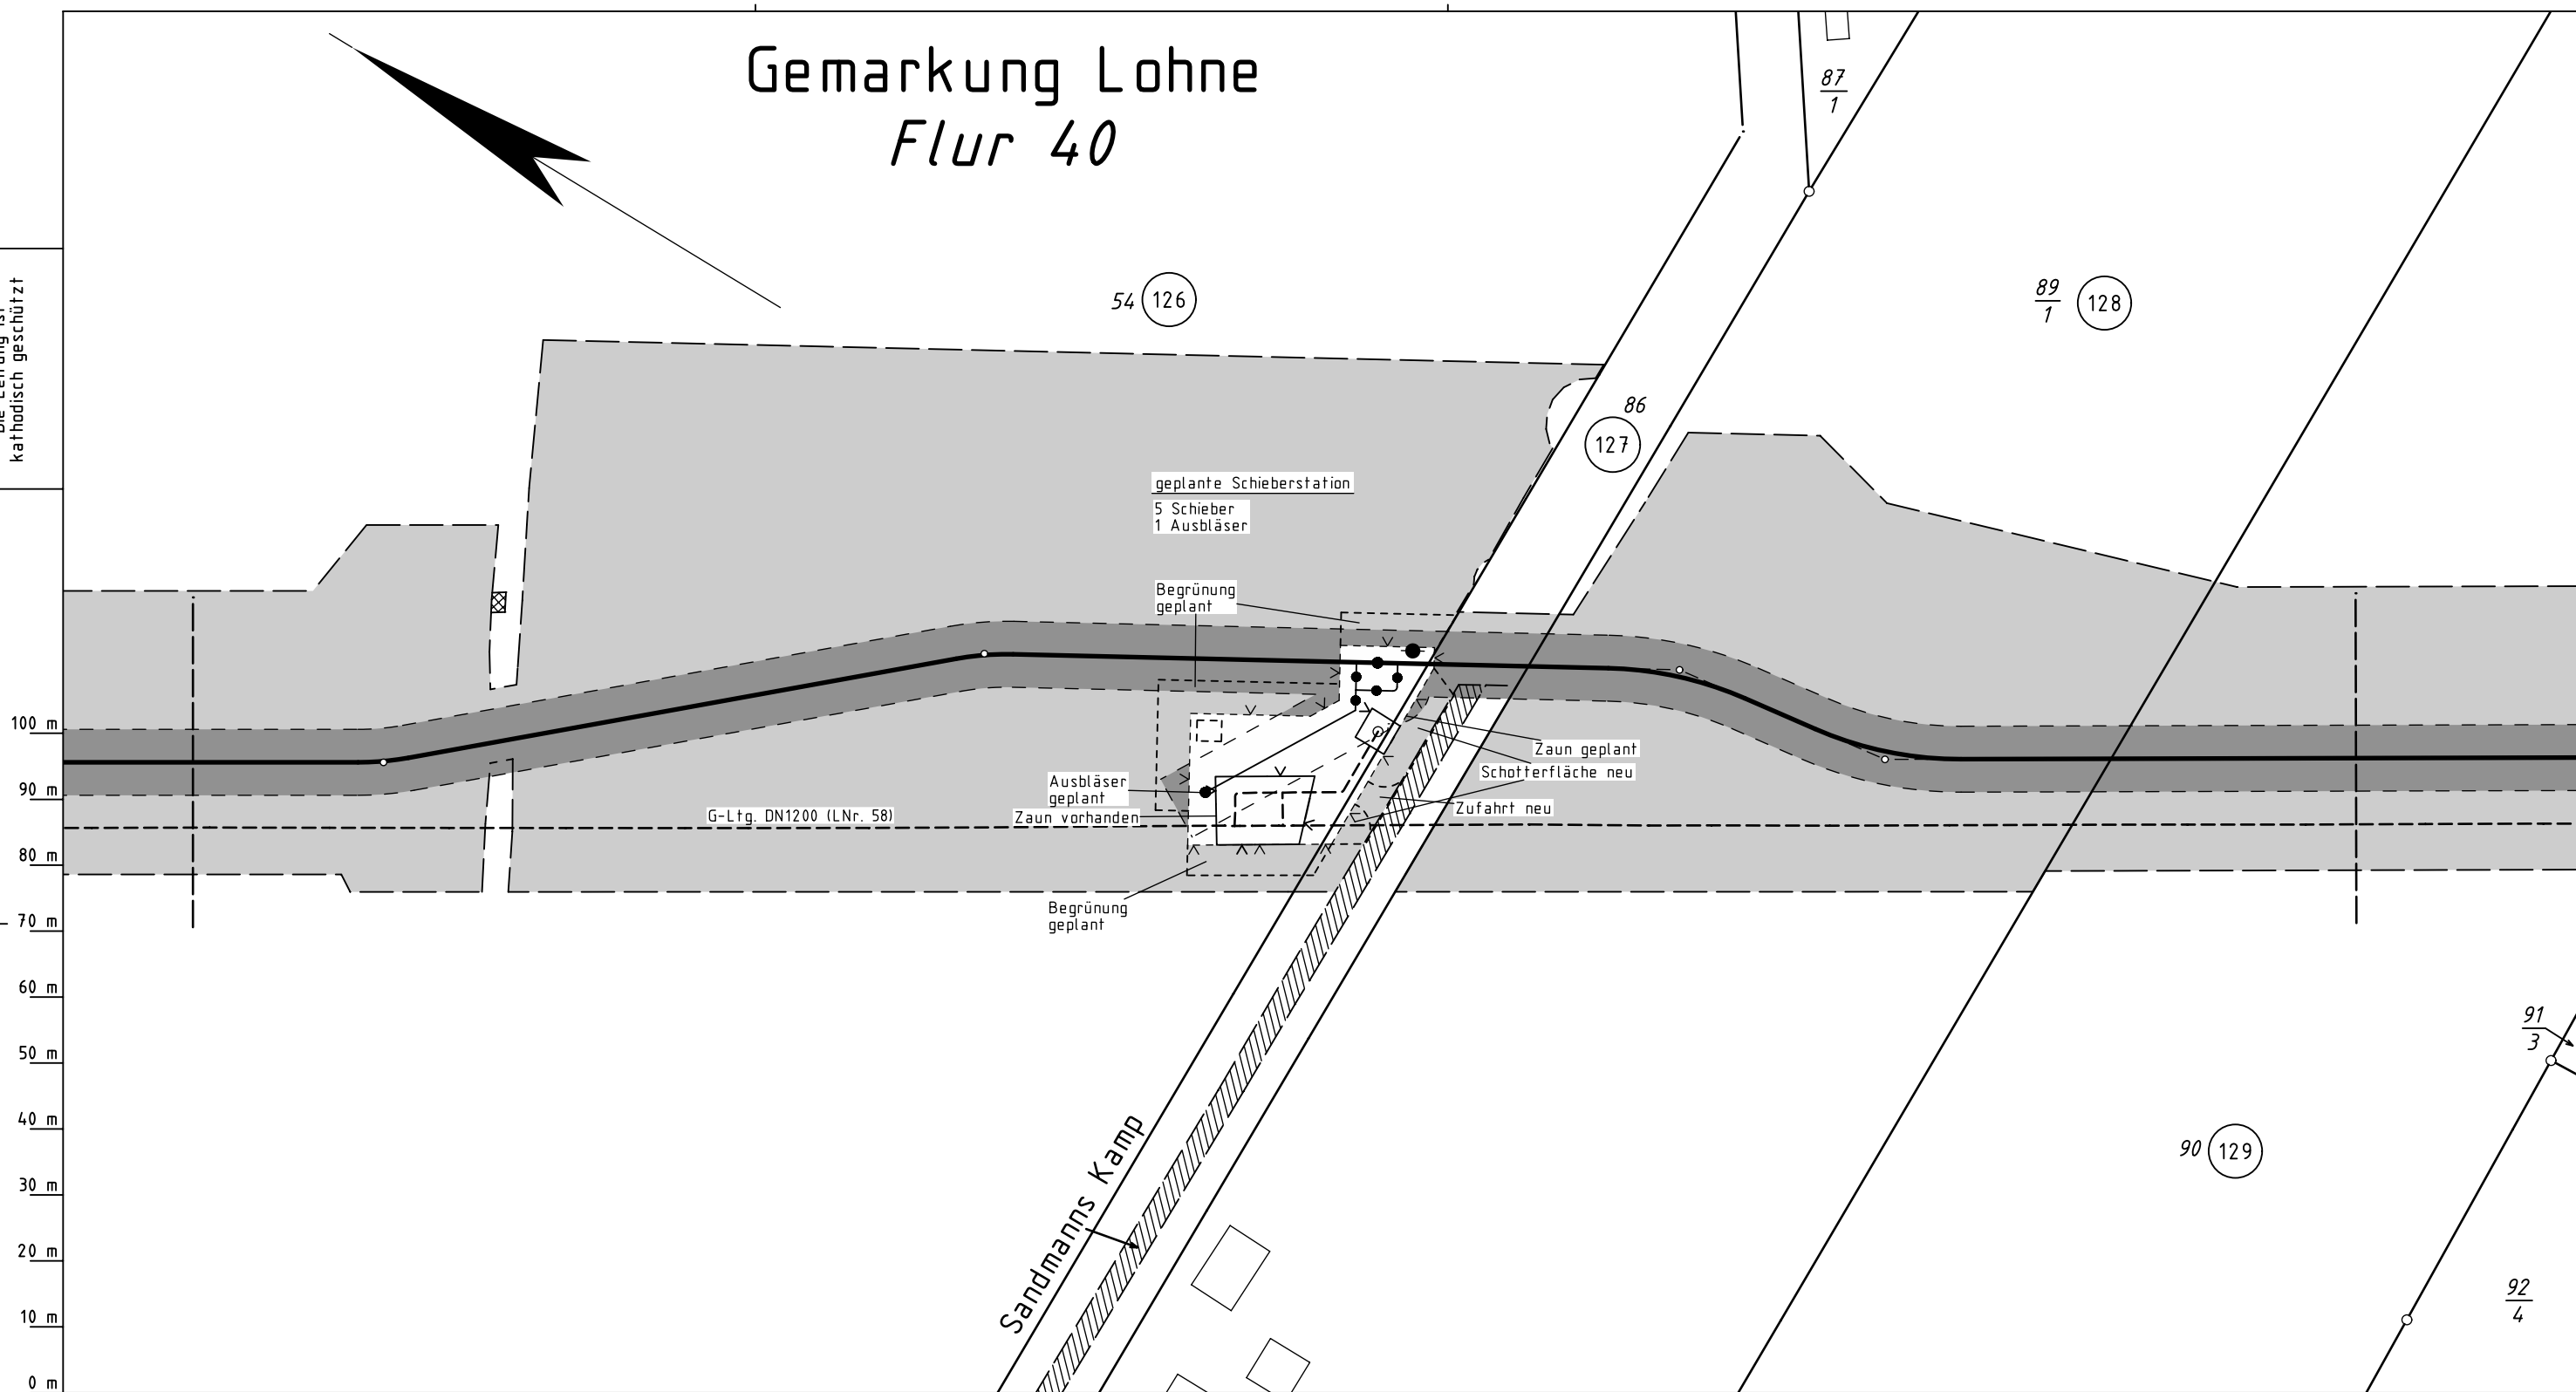 Gemarkung Lohne
Flur 40
87
1
kathodisch geschützt
54 126
89
1
128
86
127
geplante Schieberstation
5 Schieber
1 Ausbläser
Begrünung
geplant
100 m
Zaun geplant
Schotterfläche neu
Ausbläser
geplant
90 m
Zufahrt neu
Zaun vorhanden
G-Ltg. DN1200 (LNr. 58)
80 m
Begrünung
geplant
70 m
60 m
91
3
50 m
40 m
Sandmanns Kamp
90 129
30 m
20 m
92
4
10 m
0 m